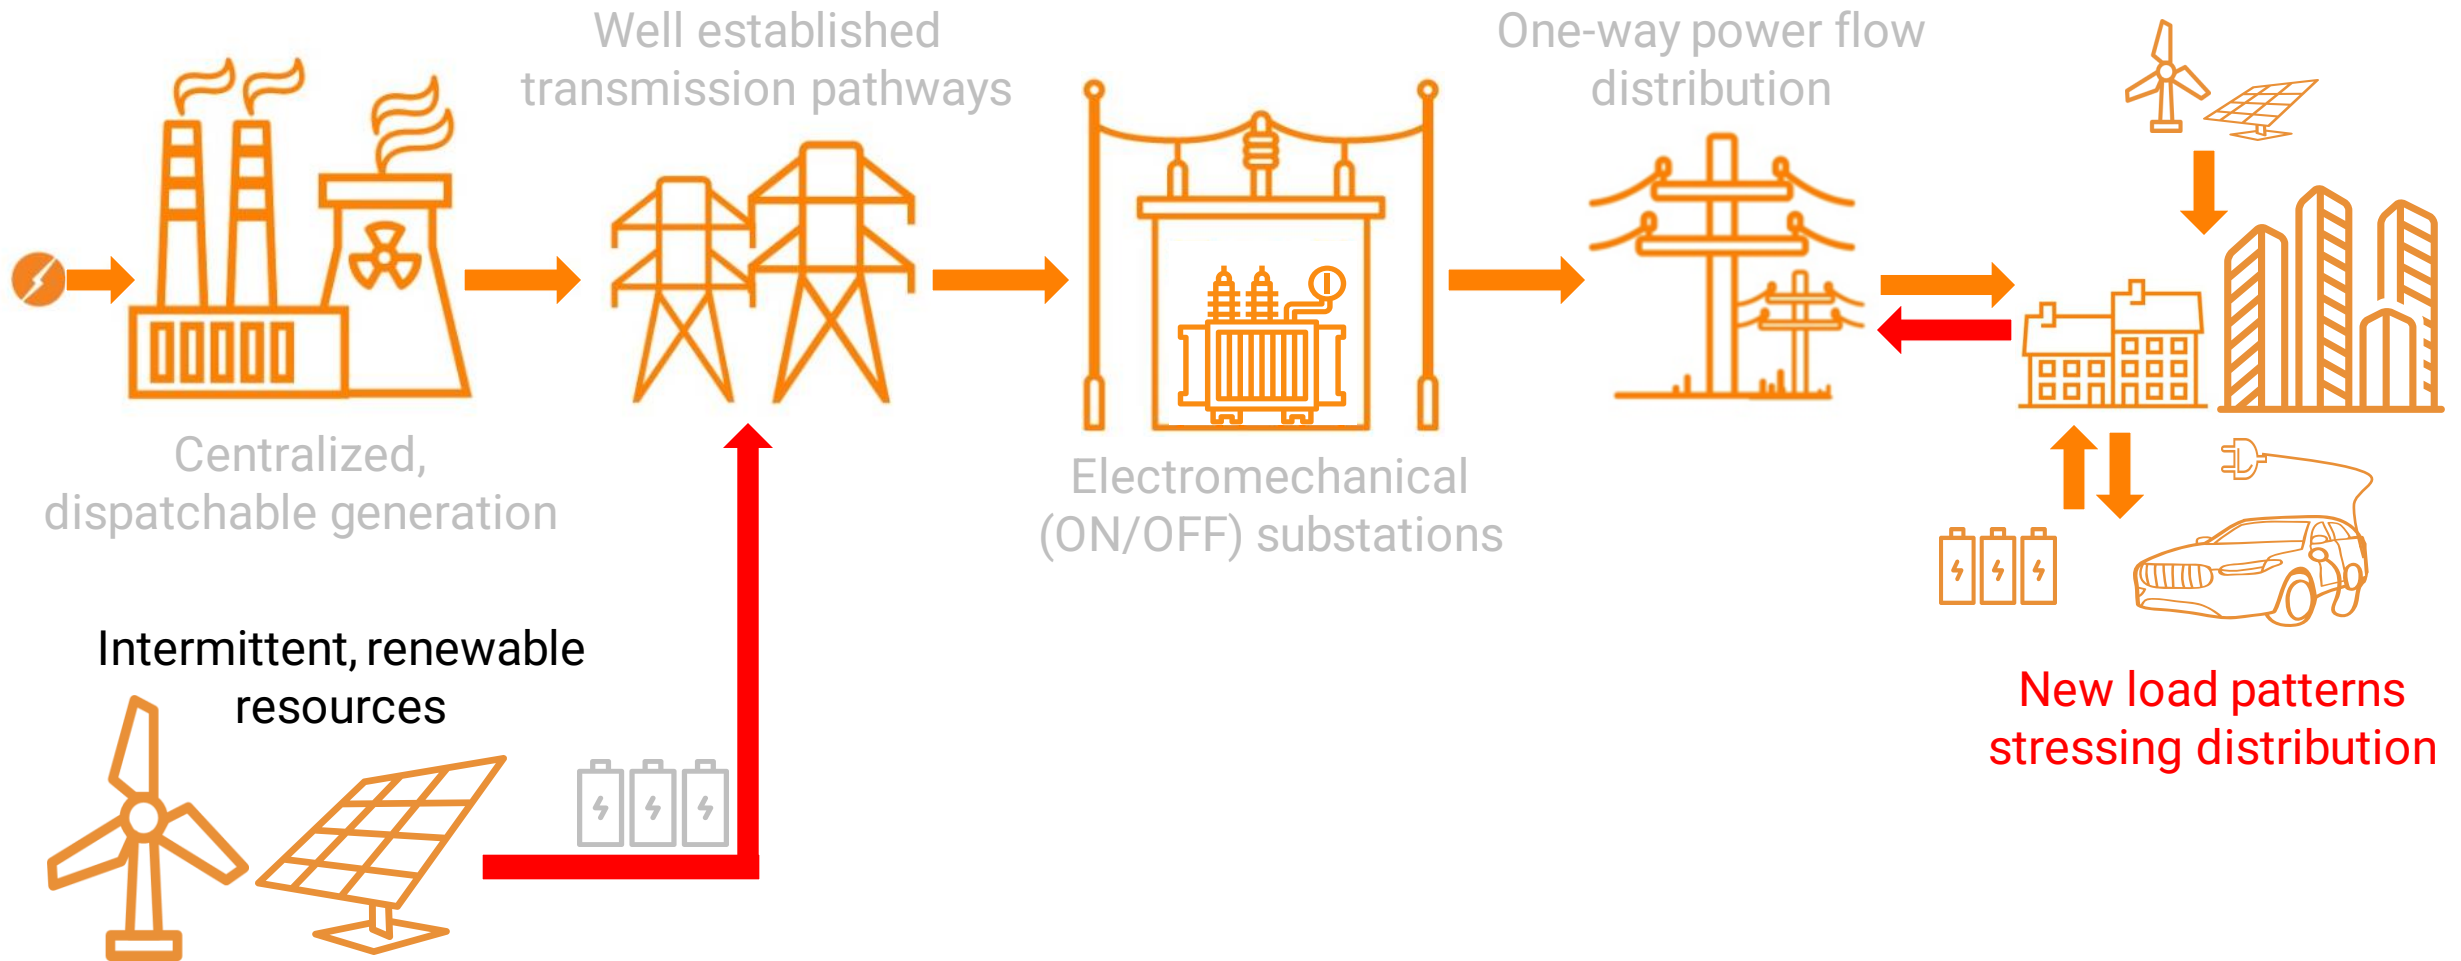 Well established
transmission pathways
One-way power flow
distribution
Centralized,
dispatchable generation
Electromechanical
(ON/OFF) substations
Intermittent, renewable
resources
New load patterns
stressing distribution